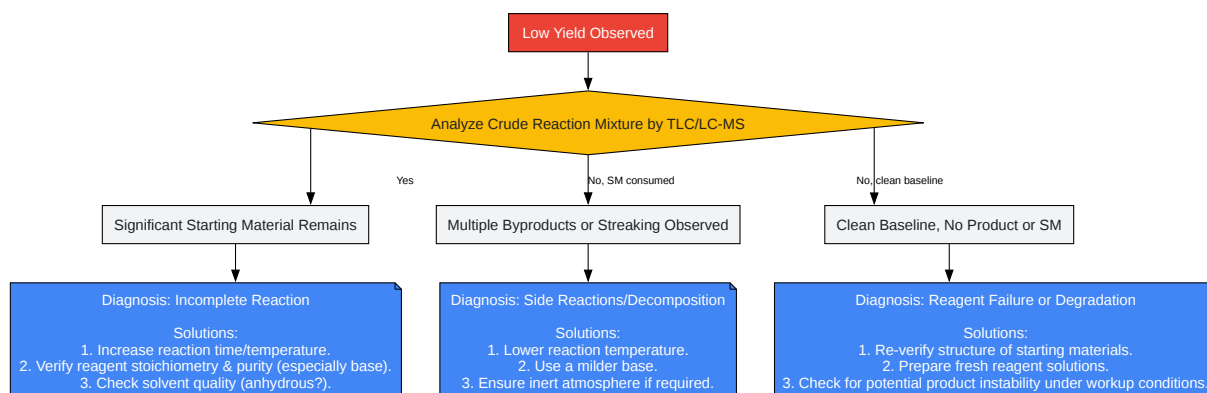 Low Yield Observed
Analyze Crude Reaction Mixture by TLC/LC-MS
Yes
No, SM consumed
No, clean baseline
Significant Starting Material Remains
Multiple Byproducts or Streaking Observed
Clean Baseline, No Product or SM
Diagnosis: Incomplete Reaction
Solutions:
1. Increase reaction time/temperature.
2. Verify reagent stoichiometry & purity (especially base).
3. Check solvent quality (anhydrous?).
Diagnosis: Side Reactions/Decomposition
Solutions:
1. Lower reaction temperature.
2. Use a milder base.
3. Ensure inert atmosphere if required.
Diagnosis: Reagent Failure or Degradation
Solutions:
1. Re-verify structure of starting materials.
2. Prepare fresh reagent solutions.
3. Check for potential product instability under workup conditions.